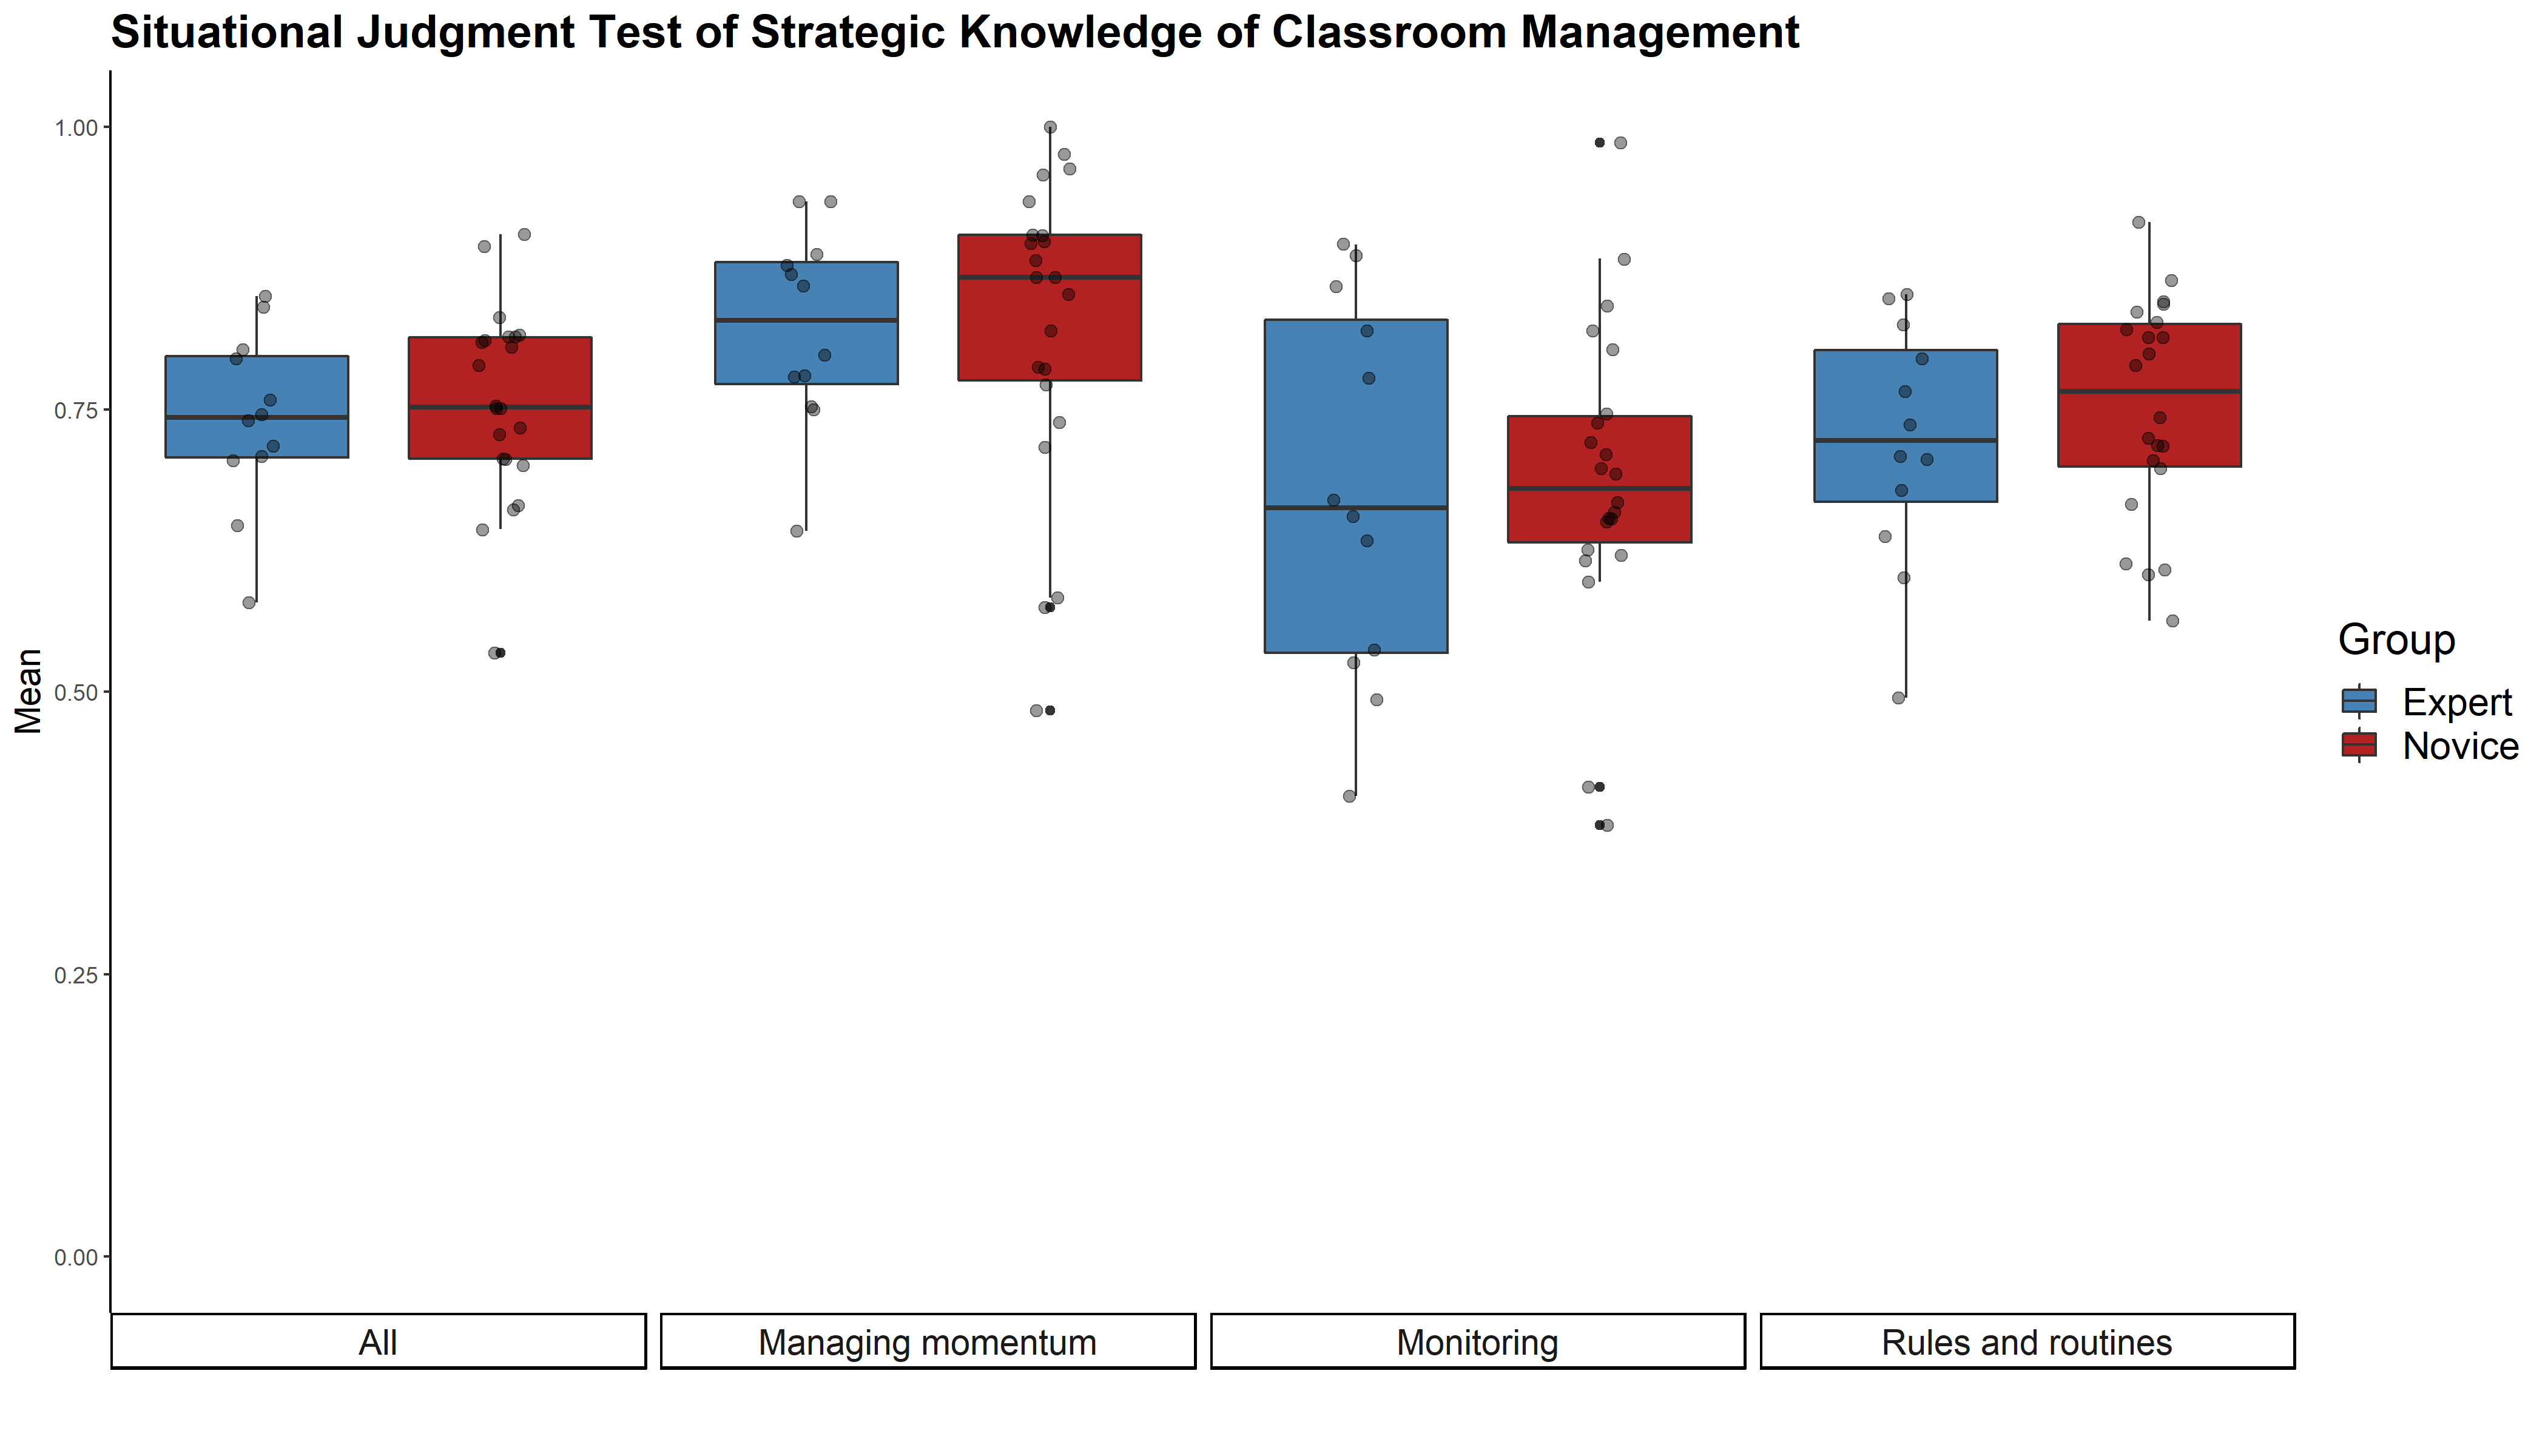 Situational Judgment Test of Strategic Knowledge of Classroom Management
1.00
0.75
0.50
0.25
0.00
Mean
All
Managing momentum
Monitoring
Rules and routines
Group
Expert
Novice